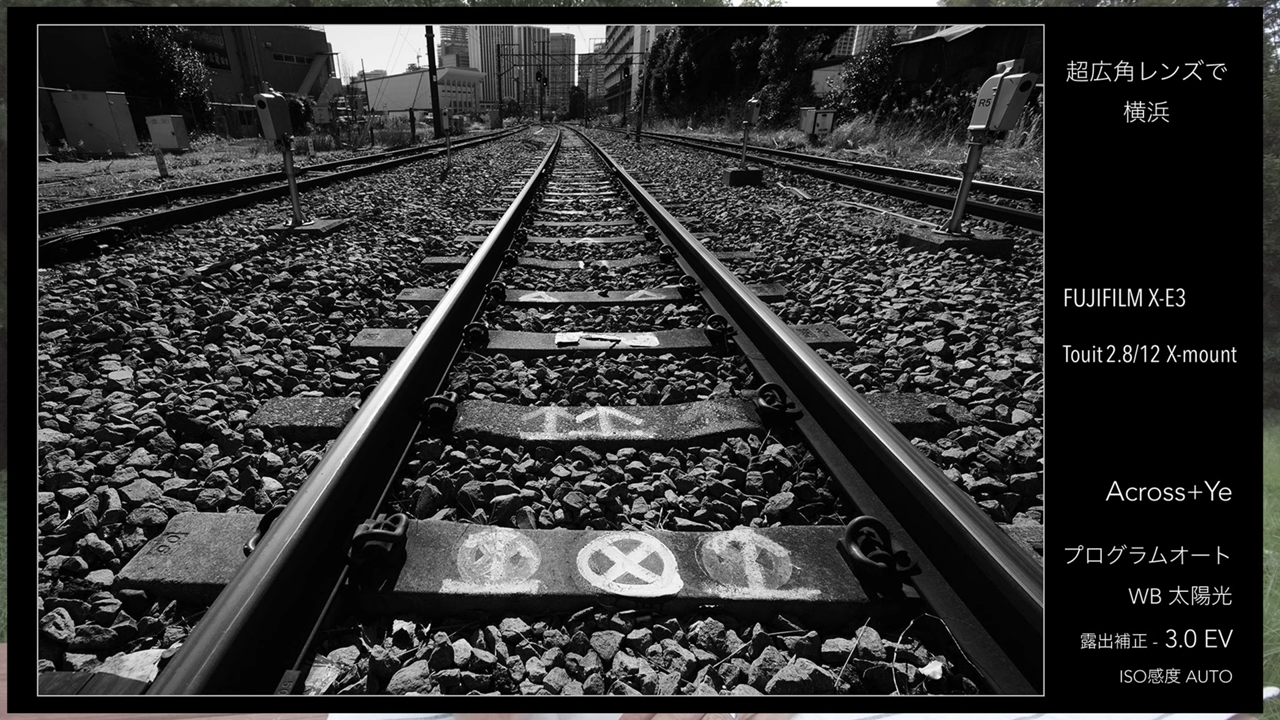 超広角レンズで
横浜
R5
FUJIFILM X-E3
Touit 2.8/12 X-mount
Across+Ye
プログラムオート
WB 太陽光
露出補正 - 3.0 EV
ISO感度 AUTO